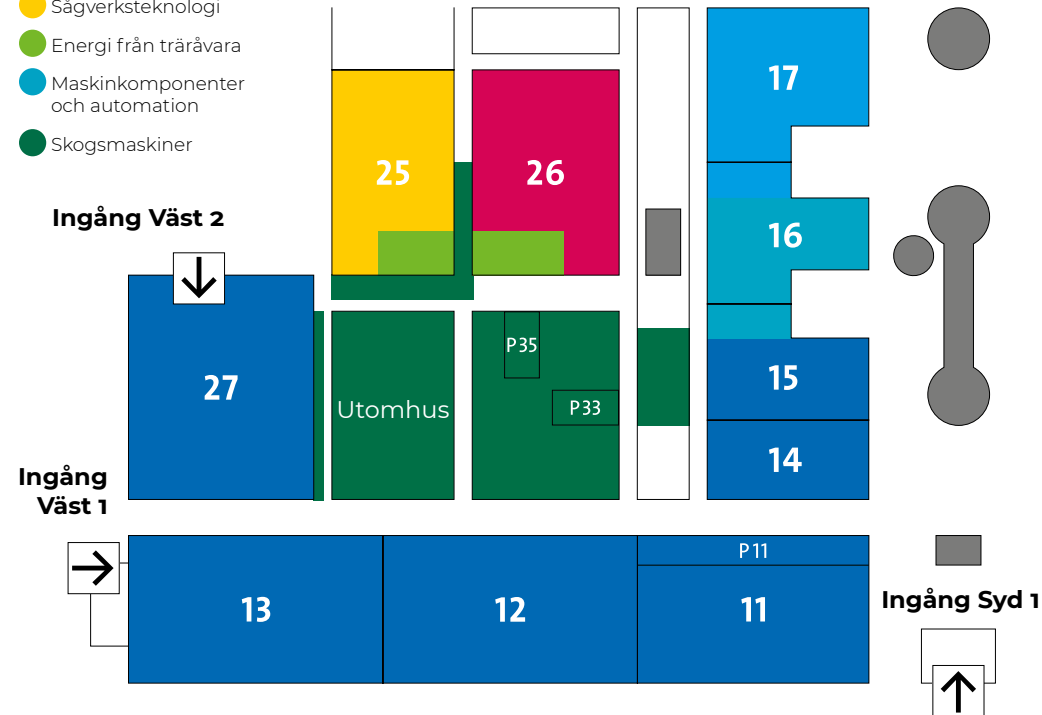 Sågverksteknologi
Energi från träråvara
Maskinkomponenter
och automation
Skogsmaskiner
17
25
26
Ingång Väst 2
16
P35
27
15
Utomhus
P33
14
Ingång
Väst 1
P11
13
12
11
Ingång Syd 1